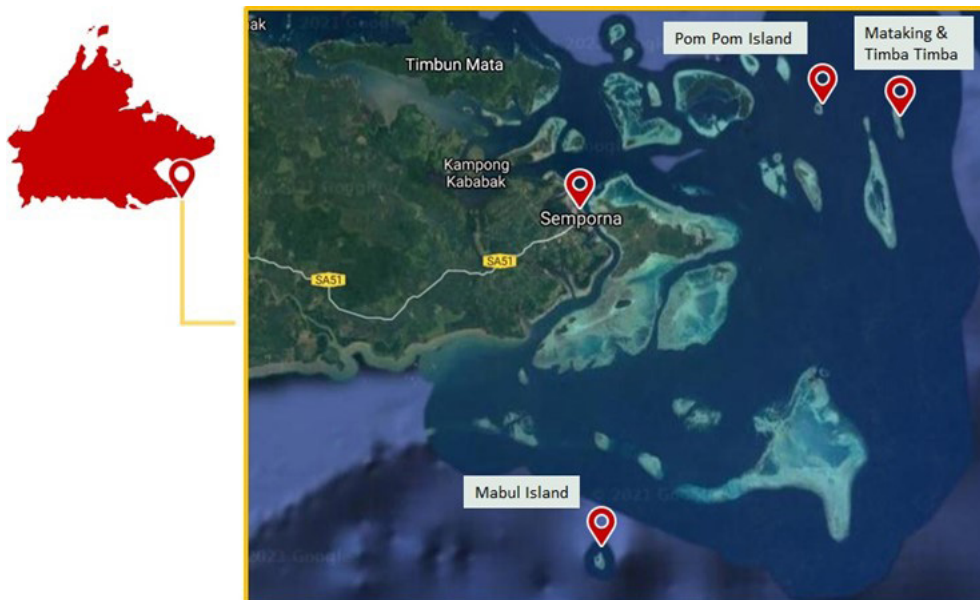 ak
Pom Pom Island
Mataking &
Timba Timba
Timbun Mata
Kampong
Kababak
Semporna
SA51
SA51
Mabul Island